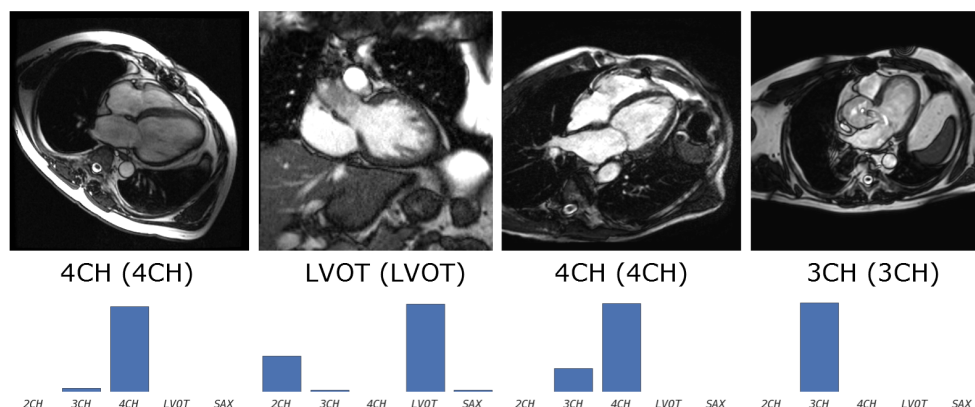 4CH (4CH) LVOT (LVOT) 4CH (4CH) 3CH (3CH)
2CH 3CH 4CH LVOT SAX 2CH 3CH 4CH LVOT SAX 2CH 3CH 4CH LVOT SAX 2CH 3CH 4CH LVOT SAX